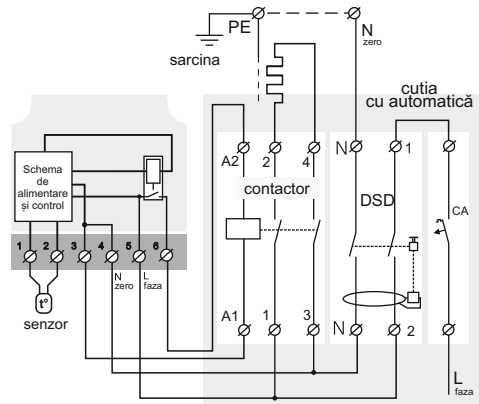 PE
N
zero
sarcina
cutia
cu automatică
A2
2
4
N
1
contactor
DSD
CA
Schema
de
alimentare
și control
1
2
3
4
5
6
N
zero
L
faza
t°
senzor
A1
1
3
N
2
L
faza